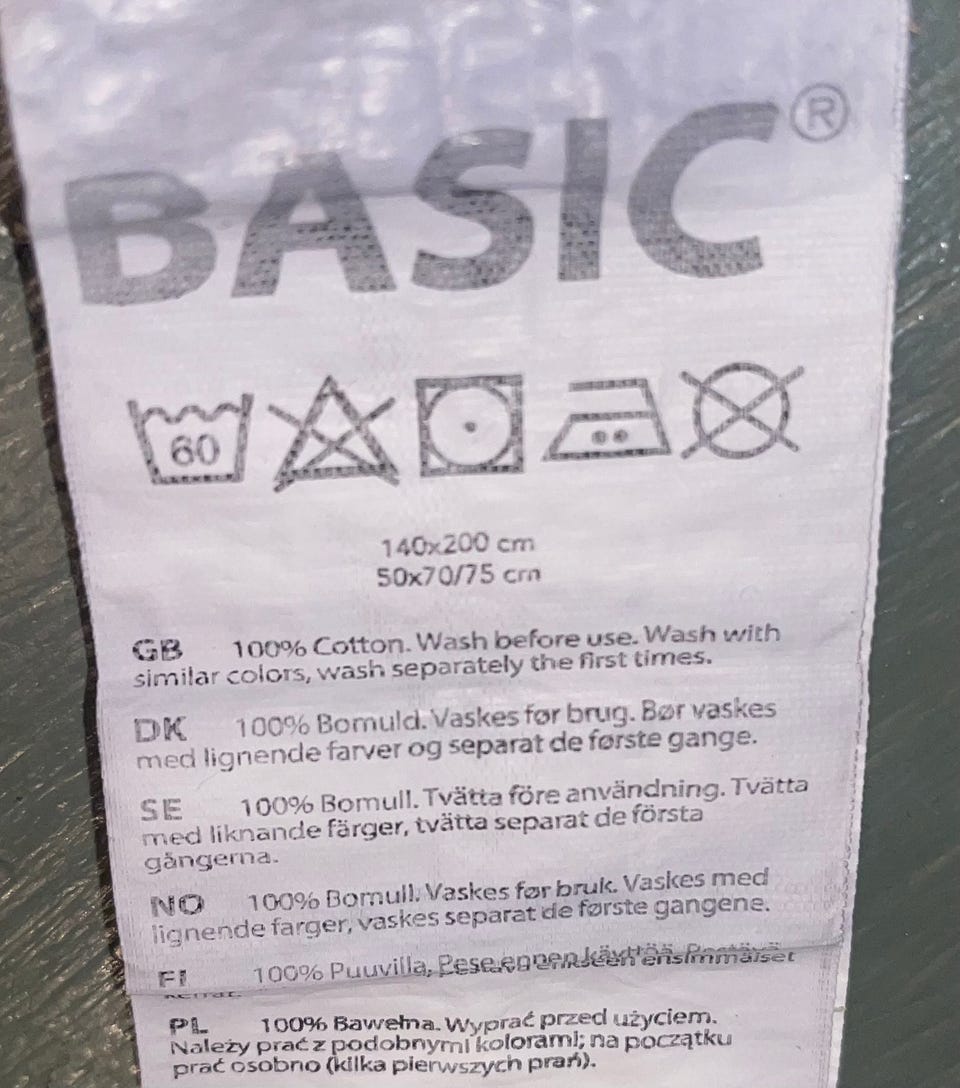 BASIC®
60
140x200 cm
50x70/75 cm
GB 100% Cotton. Wash before use. Wash with
similar colors, wash separately the first times.
DK 100% Bomuld. Vaskes før brug. Bør vaskes
med lignende farver og separat de første gange.
SE 100% Bomull. Tvätta före användning. Tvätta
med liknande färger, tvätta separat de första
gångerna.
NO 100% Bomull. Vaskes før bruk. Vaskes med
lignende farger, vaskes separat de første gangene.
FI 100% Puuvilla. Pese ennen käyttöä.
ensimmäiset
PL 100% Bawełna. Wyprać przed użyciem.
Należy prać z podobnymi kolorami; na początku
prać osobno (kilka pierwszych prań).